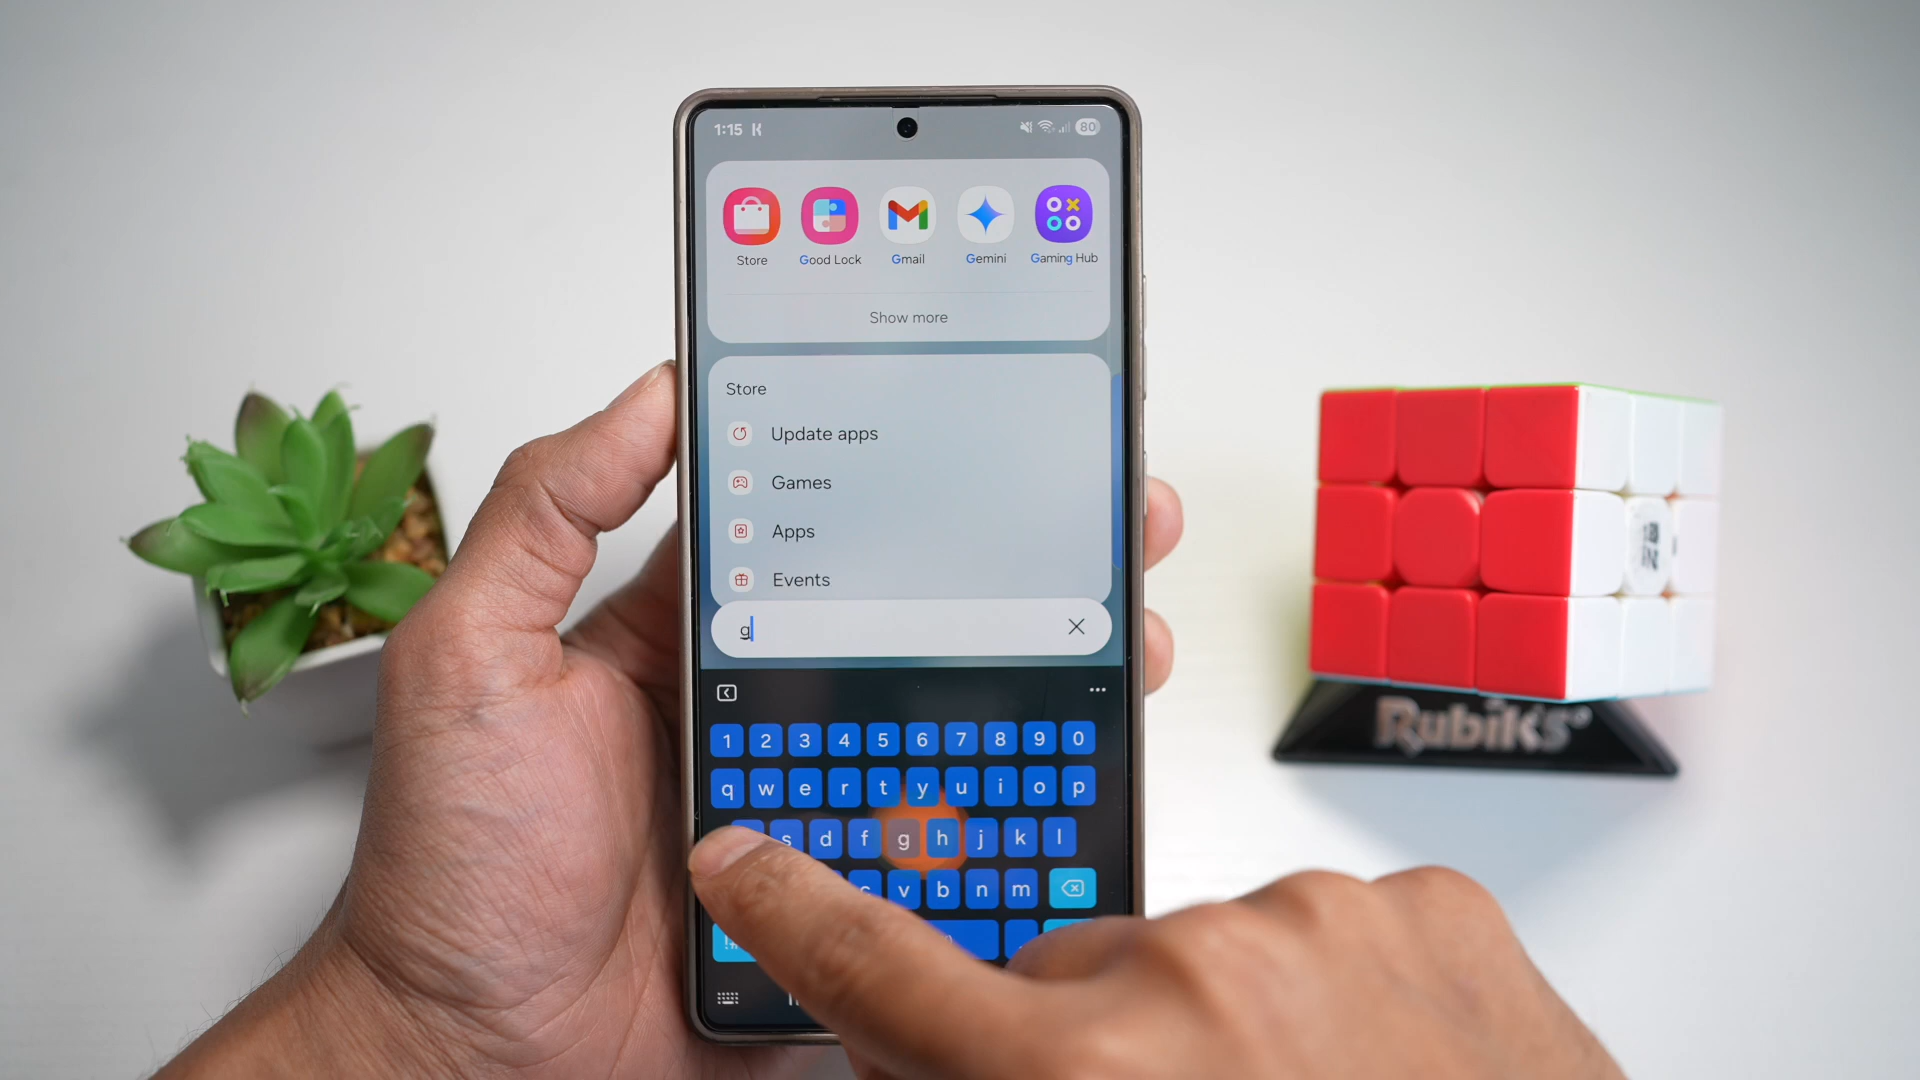 1:15 K 80
Store Good Lock Gmail Gemini Gaming Hub
Show more
Store
Update apps
Games
Apps
Events
g
1 2 3 4 5 6 7 8 9 0
q w e r t y u i o p
s d f g h j k l
c v b n m
!#
Rubik's